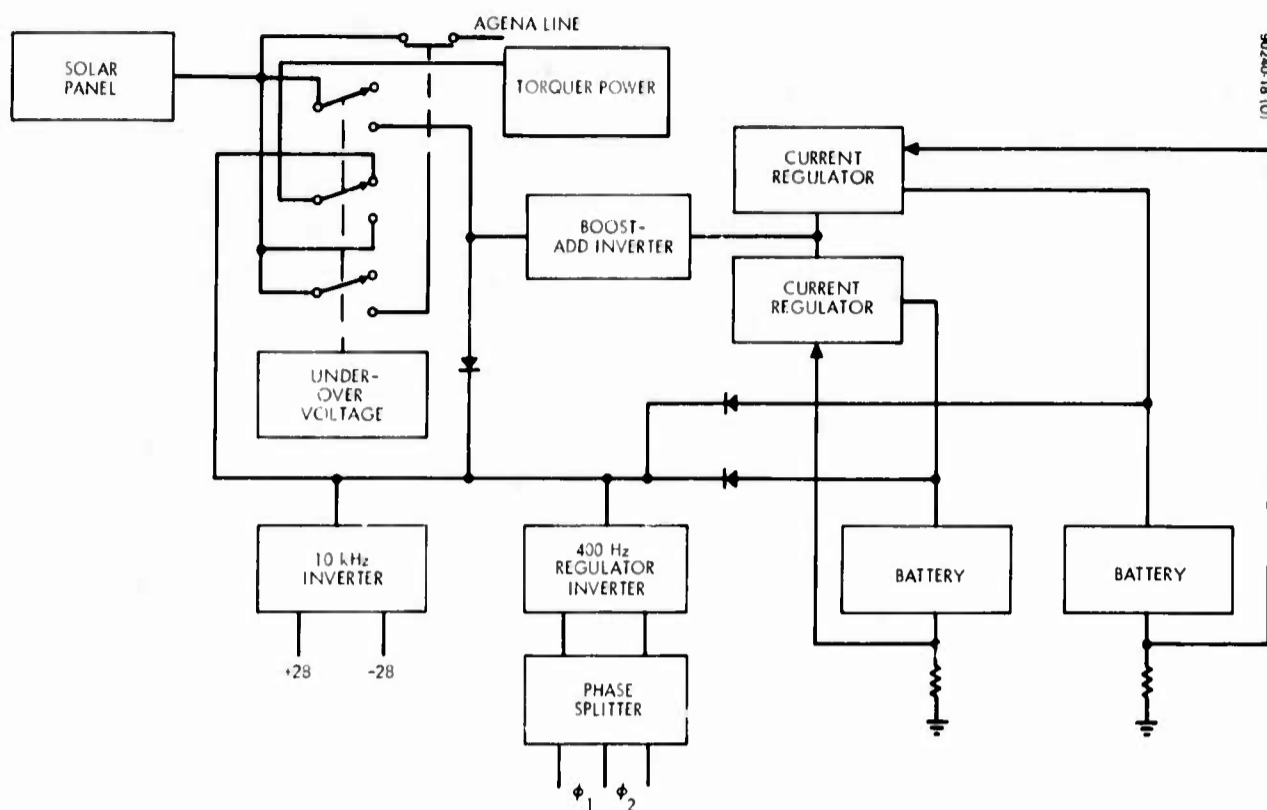 AGENA LINE
SOLAR
PANEL
TORQUER POWER
CURRENT
REGULATOR
BOOST-
ADD INVERTER
CURRENT
REGULATOR
UNDER-
OVER
VOLTAGE
10 kHz
INVERTER
400 Hz
REGULATOR
INVERTER
BATTERY
BATTERY
+28
-28
PHASE
SPLITTER
ϕ1
ϕ2